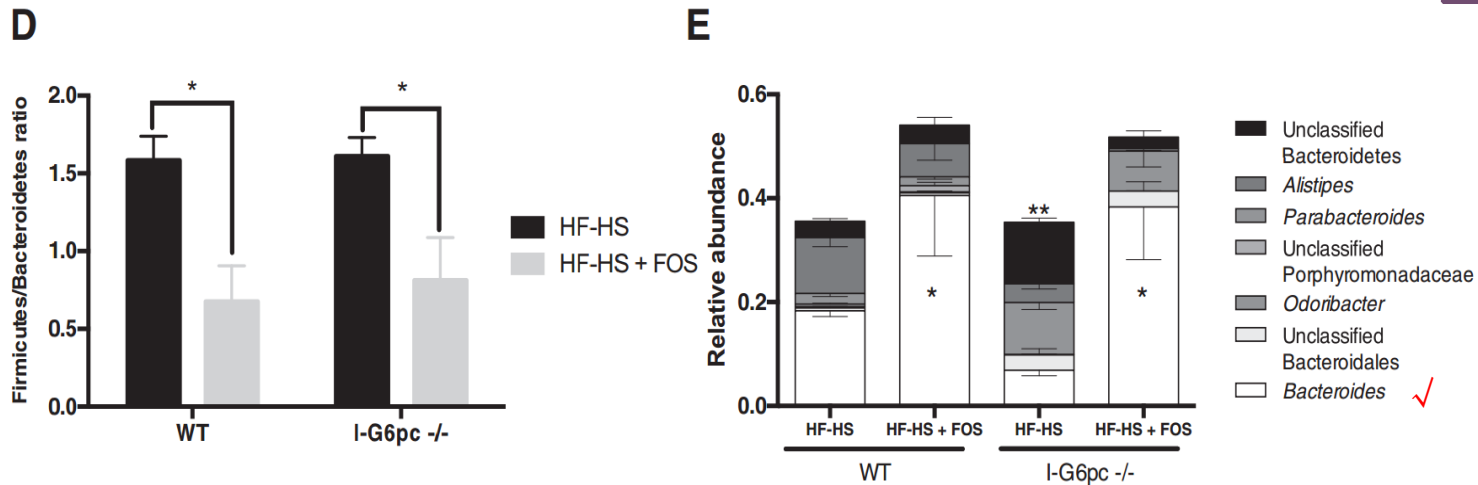 D
Firmicutes/Bacteroidetes ratio
2.0
1.5
1.0
0.5
0.0
*
*
WT
I-G6pc -/-
HF-HS
HF-HS + FOS
E
Relative abundance
0.6
0.4
0.2
0.0
*
**
*
HF-HS
HF-HS + FOS
HF-HS
HF-HS + FOS
WT
I-G6pc -/-
Unclassified
Bacteroidetes
Alistipes
Parabacteroides
Unclassified
Porphyromonadaceae
Odoribacter
Unclassified
Bacteroidales
Bacteroides √